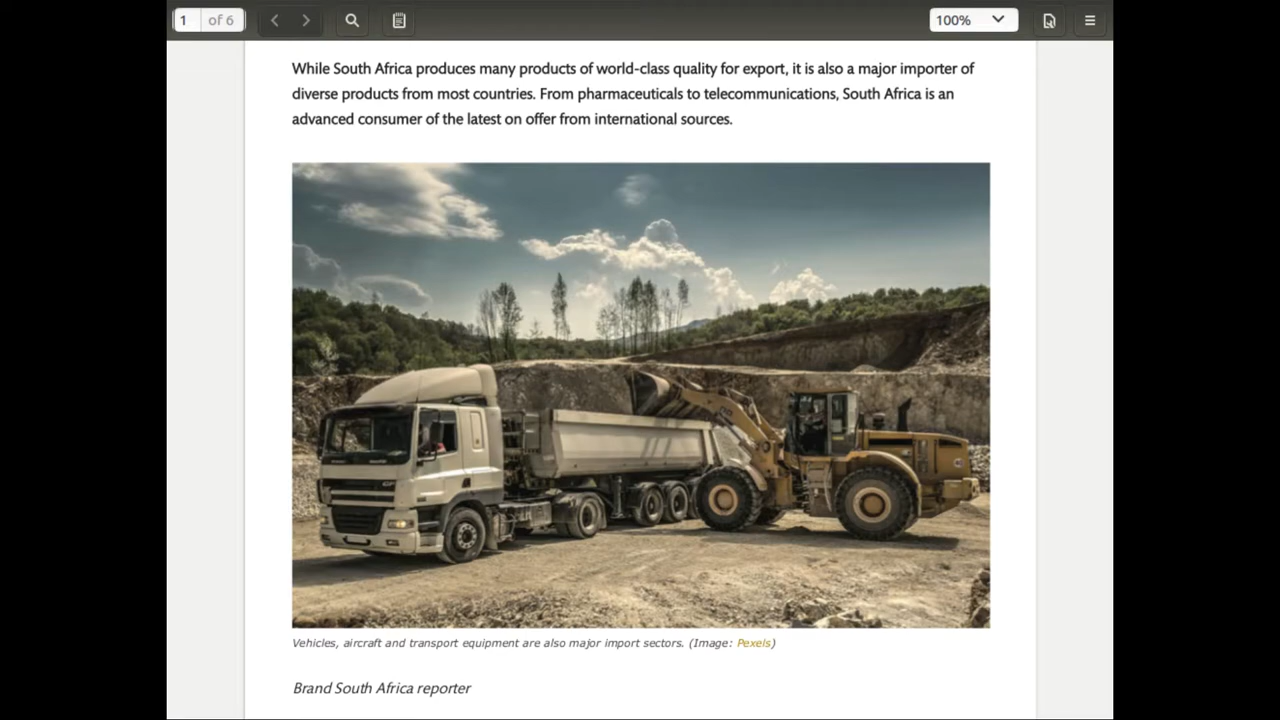 1 of 6
100%
While South Africa produces many products of world-class quality for export, it is also a major importer of
diverse products from most countries. From pharmaceuticals to telecommunications, South Africa is an
advanced consumer of the latest on offer from international sources.
Vehicles, aircraft and transport equipment are also major import sectors. (Image: Pexels)
Brand South Africa reporter